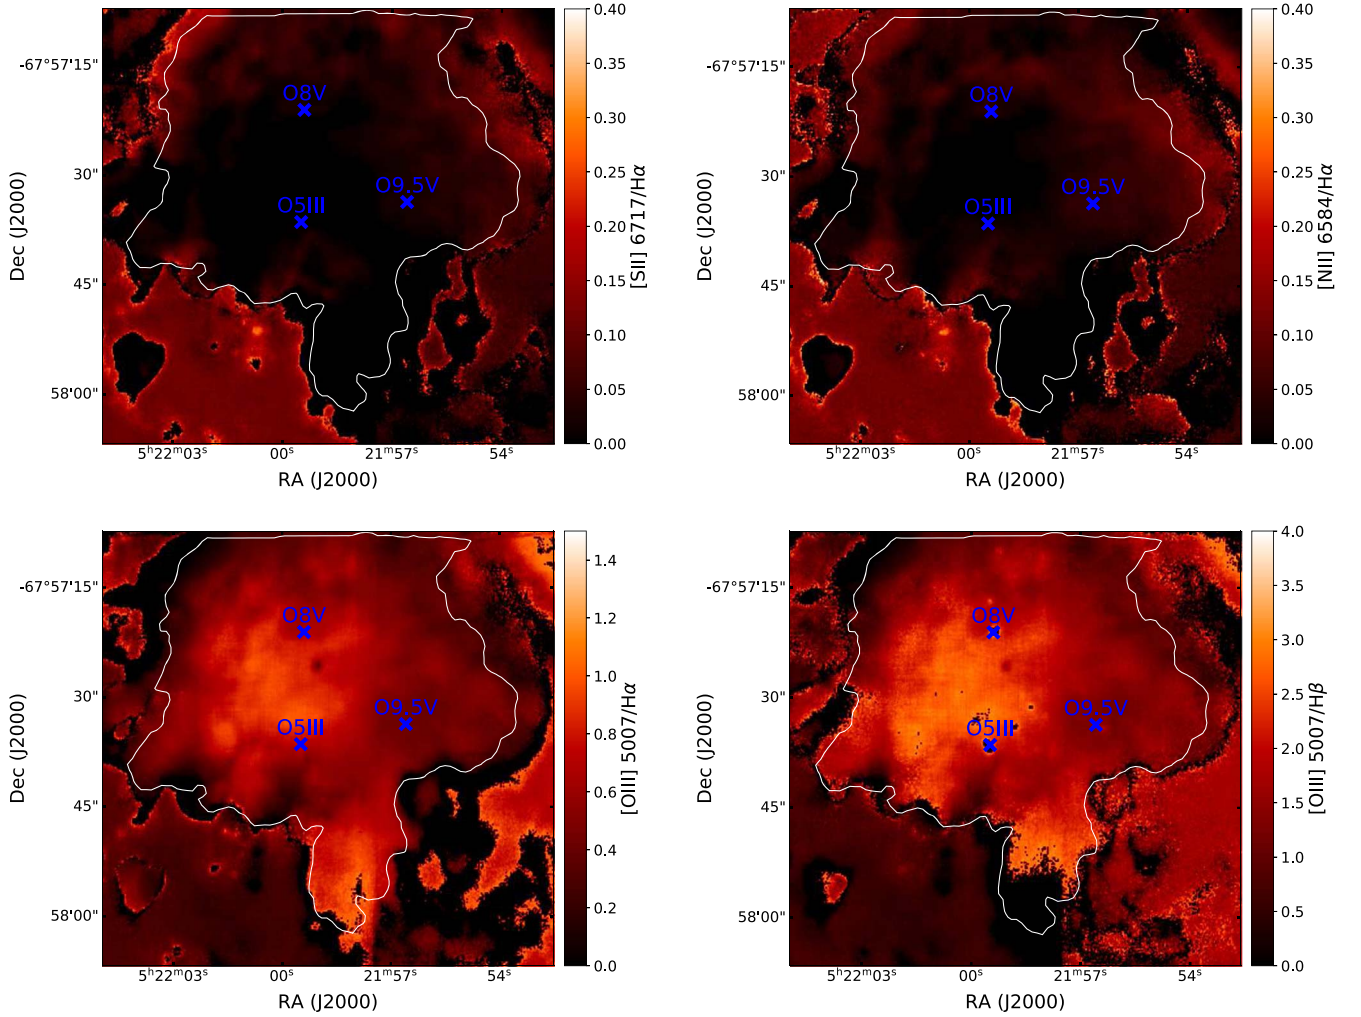 0.40
0.35
0.30
0.25
0.20
0.15
0.10
0.05
0.00
[SII] 6717/Hα
-67°57'15"
30"
45"
58'00"
Dec (J2000)
O8V
O9.5V
O5III
5ʰ22ᵐ03ˢ 00ˢ 21ᵐ57ˢ 54ˢ
RA (J2000)
0.40
0.35
0.30
0.25
0.20
0.15
0.10
0.05
0.00
[NII] 6584/Hα
-67°57'15"
30"
45"
58'00"
Dec (J2000)
O8V
O9.5V
O5III
5ʰ22ᵐ03ˢ 00ˢ 21ᵐ57ˢ 54ˢ
RA (J2000)
1.4
1.2
1.0
0.8
0.6
0.4
0.2
0.0
[OIII] 5007/Hα
-67°57'15"
30"
45"
58'00"
Dec (J2000)
O8V
O9.5V
O5III
5ʰ22ᵐ03ˢ 00ˢ 21ᵐ57ˢ 54ˢ
RA (J2000)
4.0
3.5
3.0
2.5
2.0
1.5
1.0
0.5
0.0
[OIII] 5007/Hβ
-67°57'15"
30"
45"
58'00"
Dec (J2000)
O8V
O9.5V
O5III
5ʰ22ᵐ03ˢ 00ˢ 21ᵐ57ˢ 54ˢ
RA (J2000)